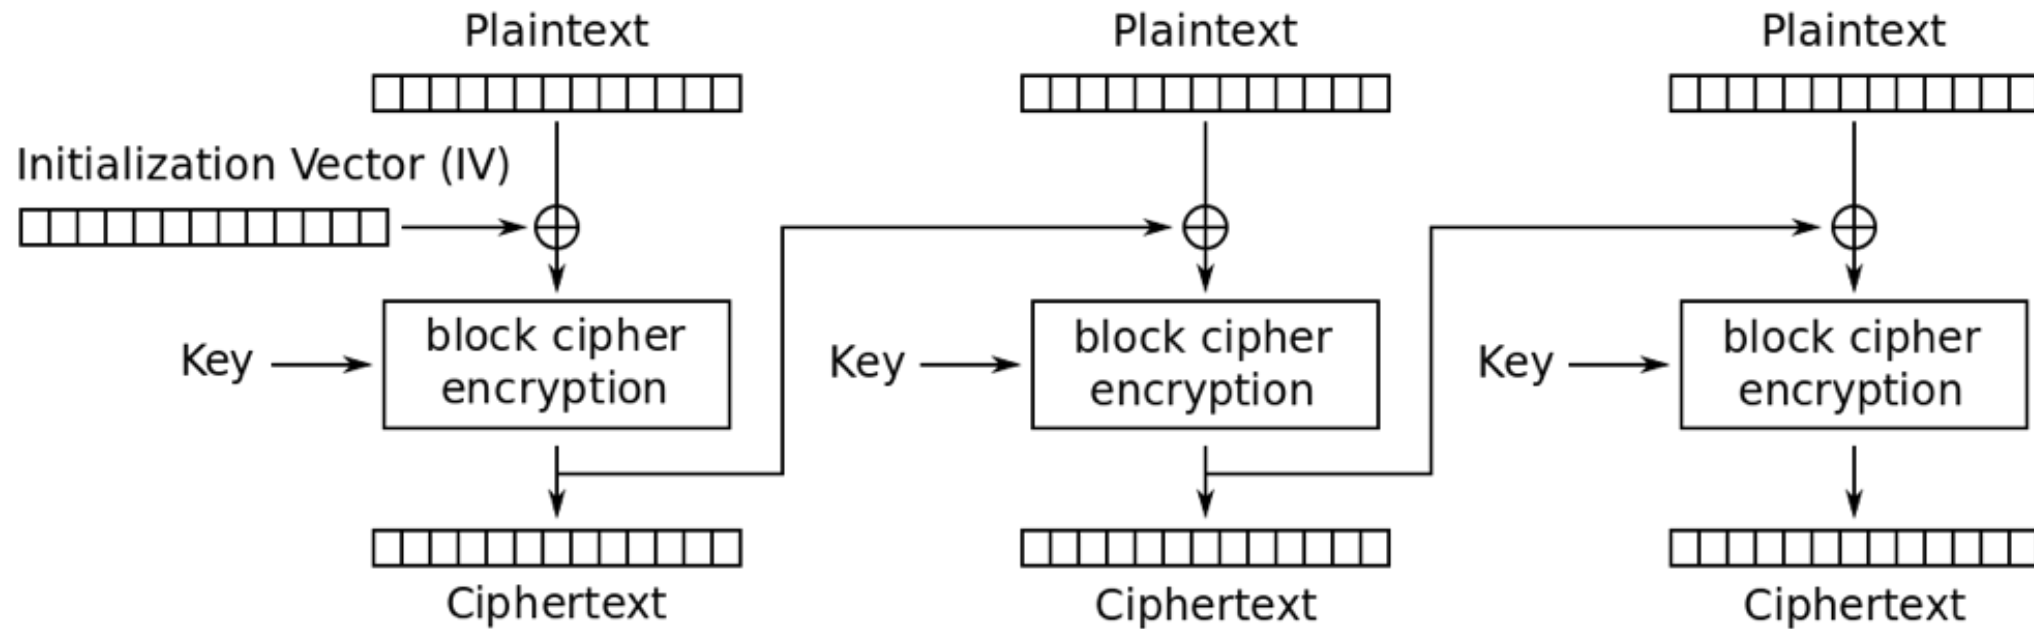 Plaintext
Plaintext
Plaintext
Initialization Vector (IV)
Key
block cipher
encryption
Key
block cipher
encryption
Key
block cipher
encryption
Ciphertext
Ciphertext
Ciphertext